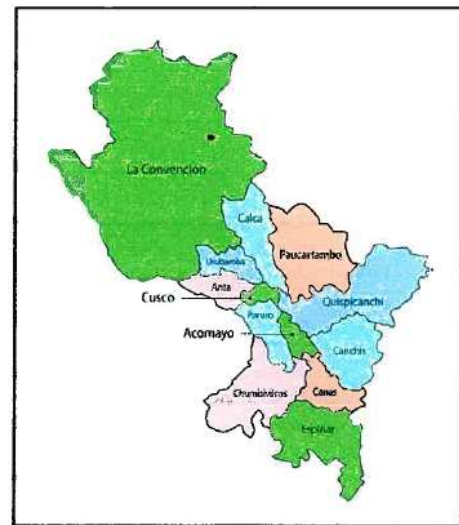 La Convención
Calca
Paucartambo
Urubamba
Anta
Quispicanchi
Cusco
Paruro
Acomayo
Canchis
Chumbivilcas
Canas
Espinar